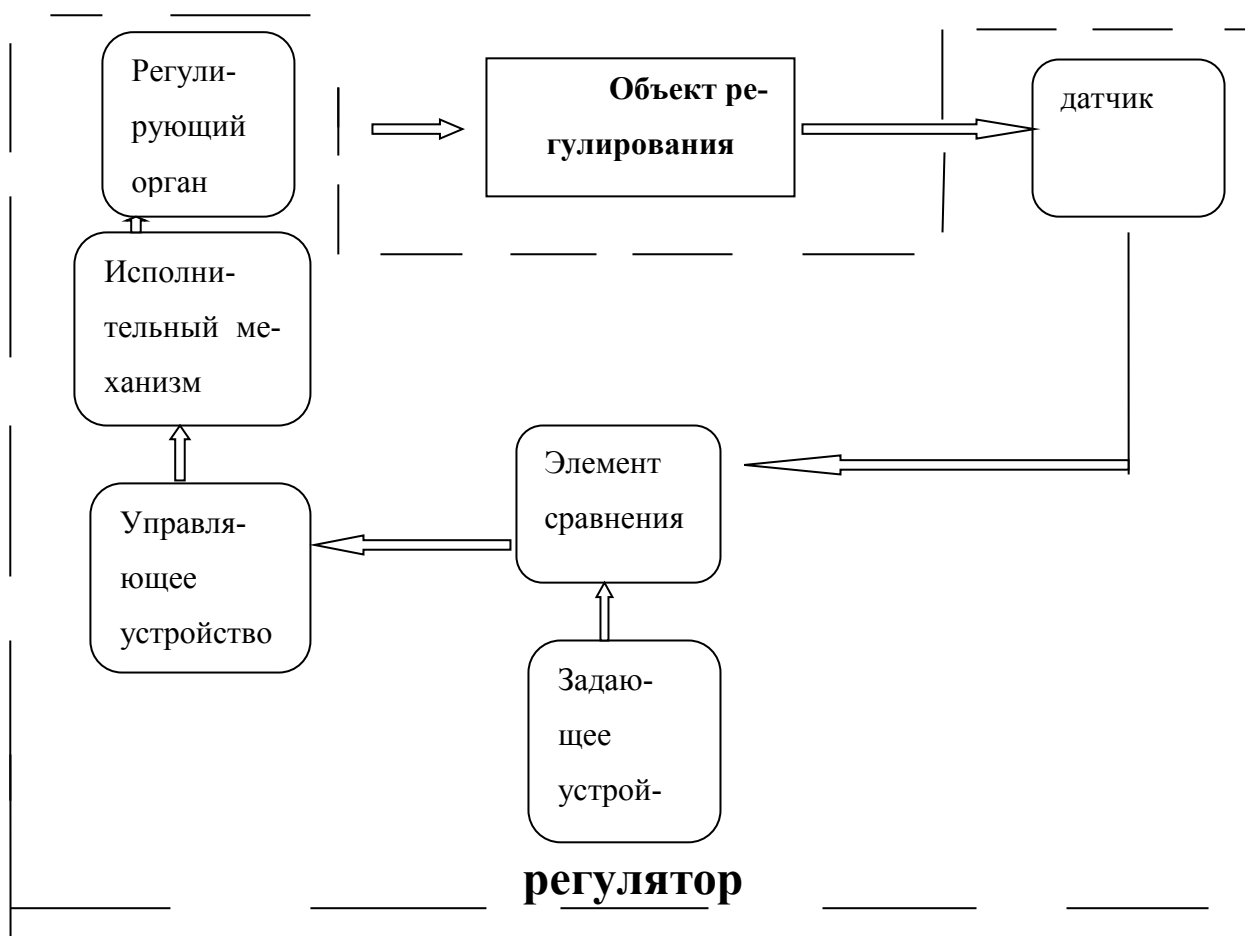 Регули-
рующий
орган
Объект ре-
гулирования
датчик
Исполни-
тельный ме-
ханизм
Элемент
сравнения
Управля-
ющее
устройство
Задаю-
щее
устрой-
регулятор